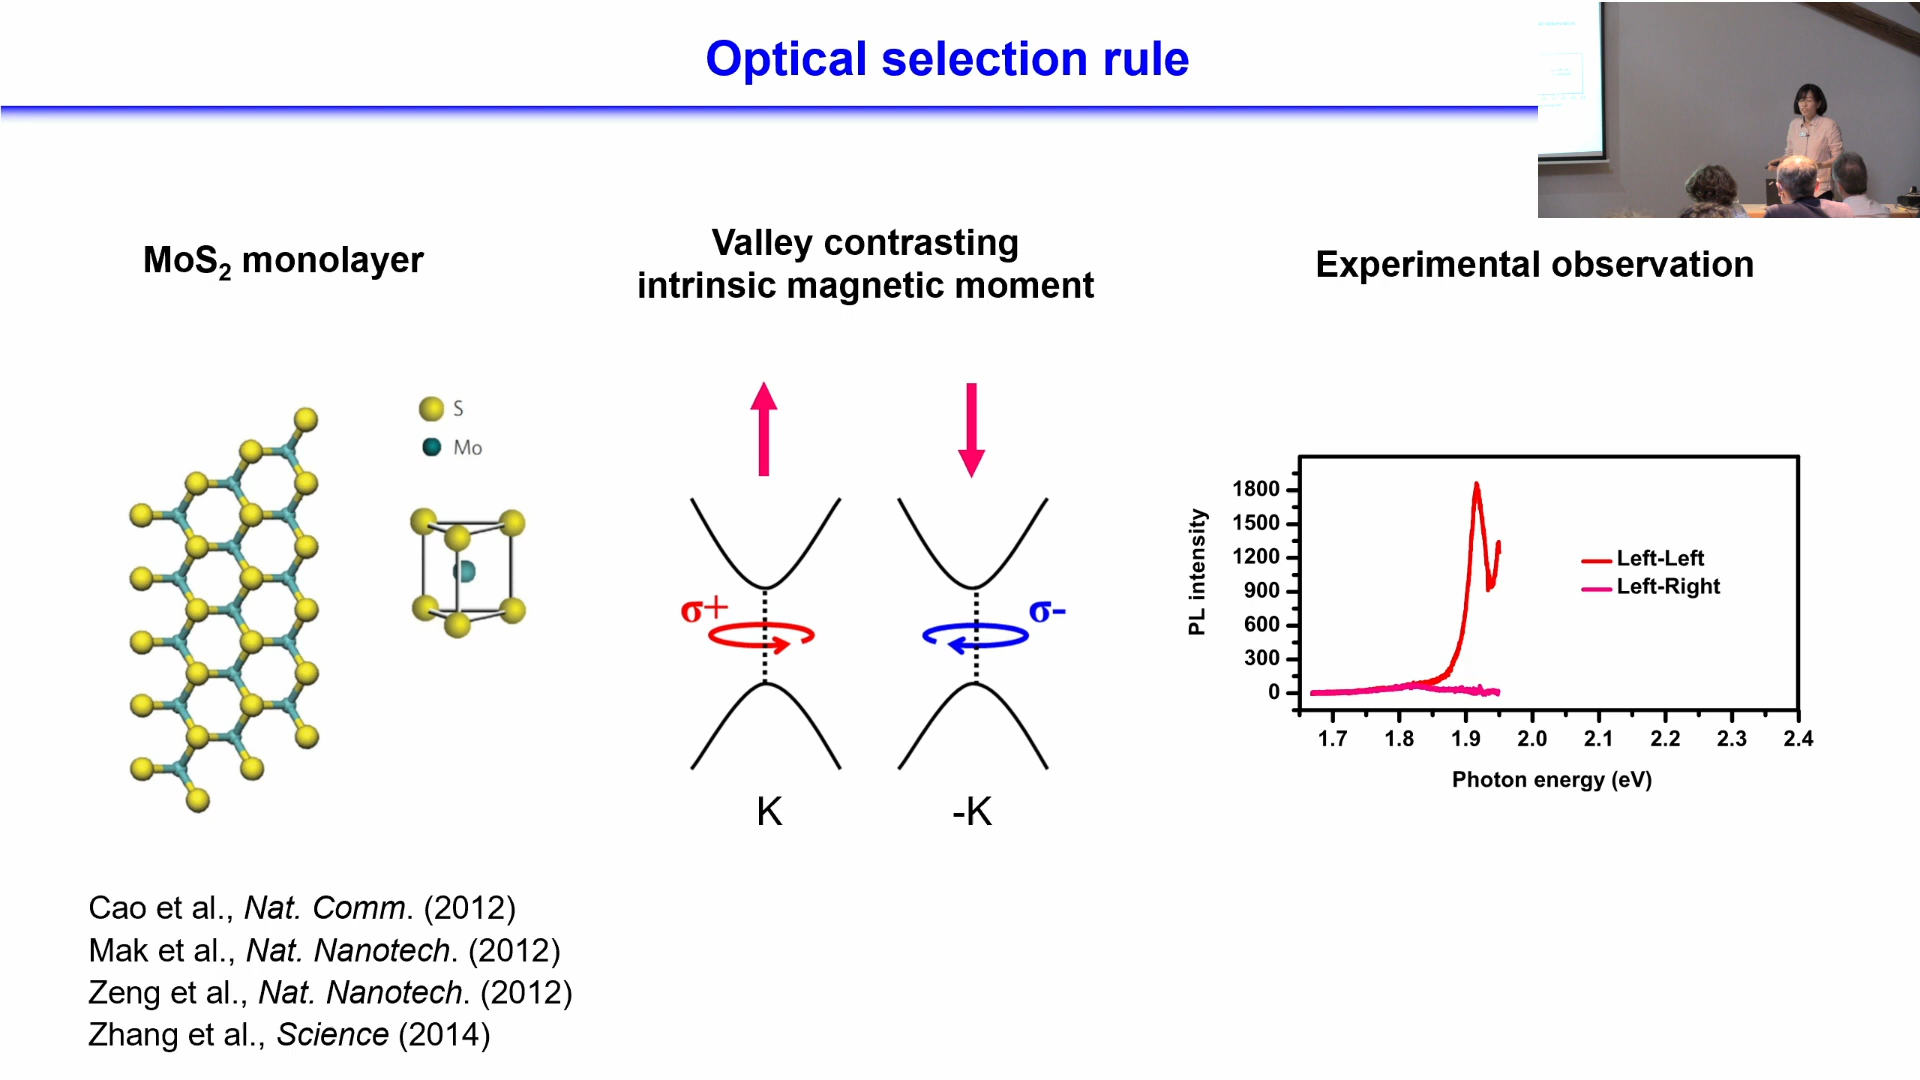 Optical selection rule
MoS₂ monolayer
S
Mo
Valley contrasting
intrinsic magnetic moment
σ+
σ-
K
-K
Experimental observation
PL intensity
1800
1500
1200
900
600
300
0
Left-Left
Left-Right
1.7 1.8 1.9 2.0 2.1 2.2 2.3 2.4
Photon energy (eV)
Cao et al., Nat. Comm. (2012)
Mak et al., Nat. Nanotech. (2012)
Zeng et al., Nat. Nanotech. (2012)
Zhang et al., Science (2014)